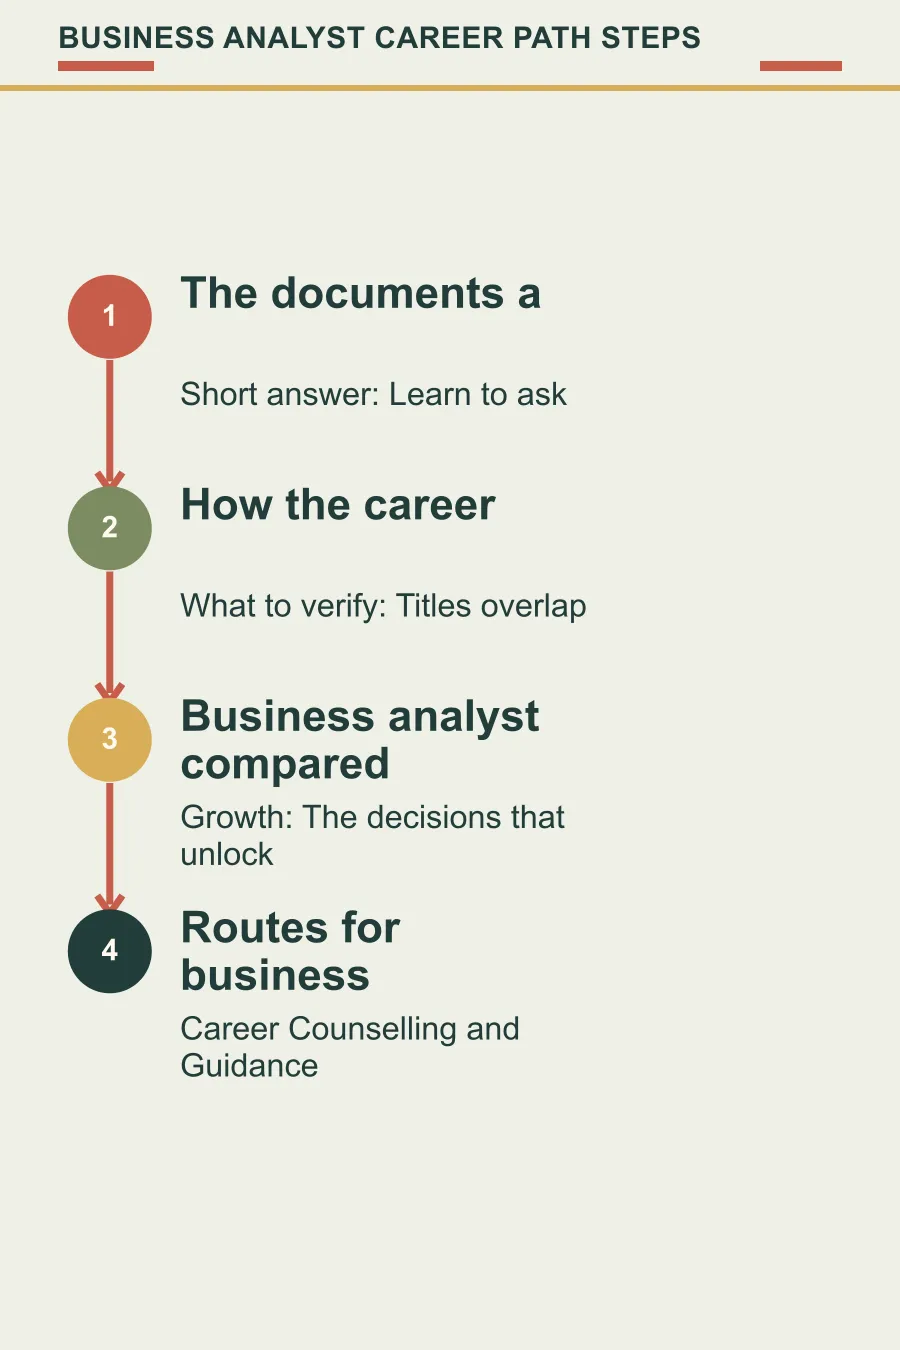 BUSINESS ANALYST CAREER PATH STEPS
1
The documents a
Short answer: Learn to ask
2
How the career
What to verify: Titles overlap
3
Business analyst
compared
Growth: The decisions that
unlock
4
Routes for
business
Career Counselling and
Guidance